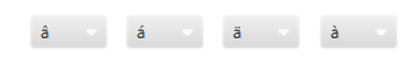 â á ä à